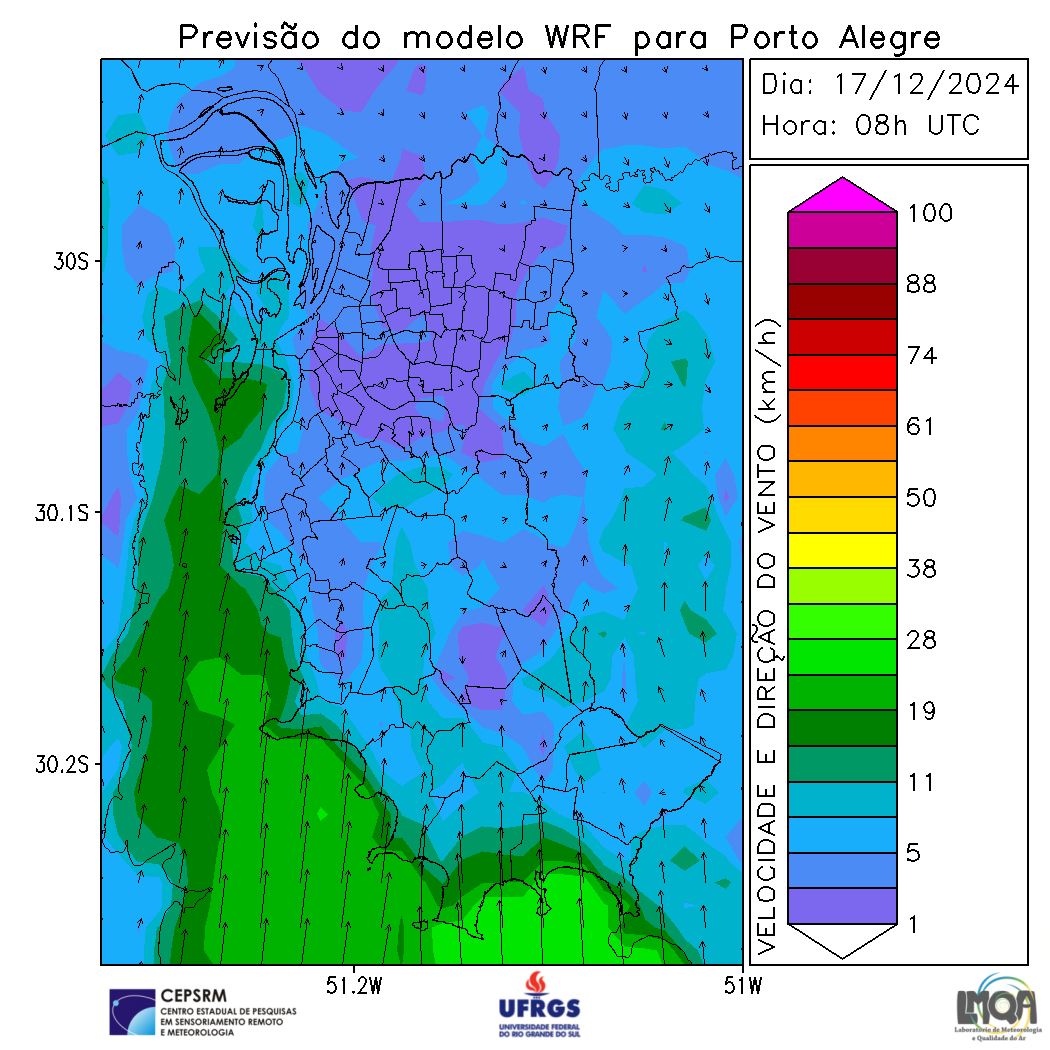 Previsão do modelo WRF para Porto Alegre
Dia: 17/12/2024
Hora: 08h UTC
30S
30.1S
30.2S
51.2W
51W
VELOCIDADE E DIREÇÃO DO VENTO (km/h)
100
88
74
61
50
38
28
19
11
5
1
CEPSRM
CENTRO ESTADUAL DE PESQUISAS
EM SENSORIAMENTO REMOTO
E METEOROLOGIA
UFRGS
UNIVERSIDADE FEDERAL
DO RIO GRANDE DO SUL
LMQA
Laboratório de Meteorologia
e Qualidade do Ar